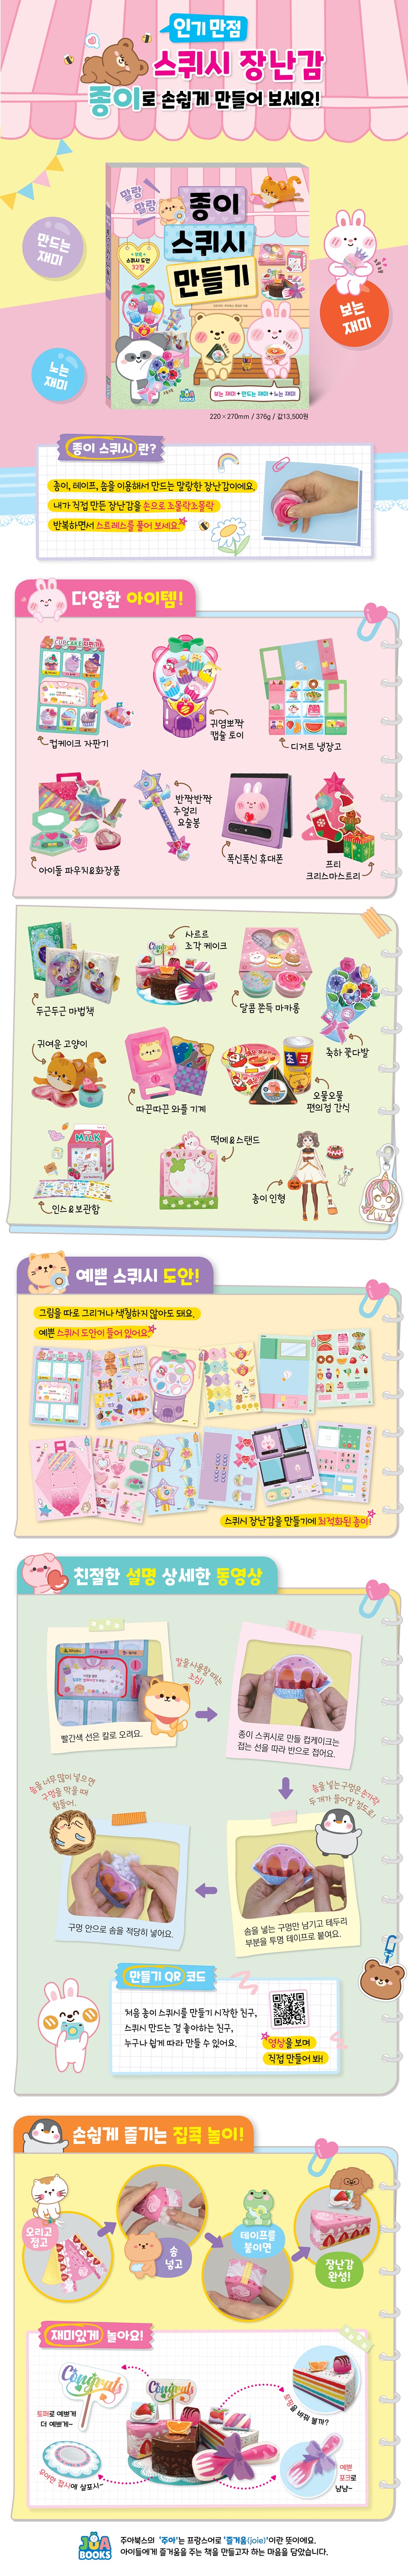 인기 만점
스퀴시 장난감
종이로 손쉽게 만들어 보세요!
말랑
말랑
종이
스퀴시
만들기
부록
스퀴시 도안
32장
보는 재미 + 만드는 재미 + 노는 재미
JUA
BOOKS
만드는
재미
노는
재미
보는
재미
220×270mm / 376g / 값13,500원
종이 스퀴시란?
종이, 테이프, 솜을 이용해서 만드는 말랑한 장난감이에요.
내가 직접 만든 장난감을 손으로 조물락조물락
반복하면서 스트레스를 풀어 보세요.
다양한 아이템!
CUPCAKE 자판기
컵케이크 자판기
귀염뽀짝
캡슐 토이
디저트 냉장고
아이돌 파우치&화장품
반짝반짝
주얼리
요술봉
폭신폭신 휴대폰
프리
크리스마스트리
두근두근 마법책
Congrats
사르르
조각 케이크
달콤 쫀득 마카롱
축하 꽃다발
귀여운 고양이
따끈따끈 와플 기계
초코
오물오물
편의점 간식
MILK
인스&보관함
떡메&스탠드
종이 인형
예쁜 스퀴시 도안!
그림을 따로 그리거나 색칠하지 않아도 돼요.
예쁜 스퀴시 도안이 들어 있어요
스퀴시 장난감을 만들기에 최적화된 종이!
친절한 설명 상세한 동영상
빨간색 선은 칼로 오려요.
칼을 사용할 때는
조심!
종이 스퀴시로 만들 컵케이크는
접는 선을 따라 반으로 접어요.
솜을 너무 많이 넣으면
구멍을 막을 때
힘들어.
솜을 넣는 구멍은 손가락
두 개가 들어갈 정도로!
구멍 안으로 솜을 적당히 넣어요.
솜을 넣는 구멍만 남기고 테두리
부분을 투명 테이프로 붙여요.
만들기 QR 코드
처음 종이 스퀴시를 만들기 시작한 친구,
스퀴시 만드는 걸 좋아하는 친구,
누구나 쉽게 따라 만들 수 있어요.
영상을 보며
직접 만들어 봐!
손쉽게 즐기는 집콕 놀이!
오리고
접고
솜
넣고
테이프를
붙이면
장난감
완성!
재미있게 놀아요!
Congrats
토퍼로 예쁘게
더 예쁘게~
Congrats
토핑을 바꿔 볼까?
우아한 접시에 살포시~
예쁜
포크로
냠냠~
JUA
BOOKS
주아북스의 '주아'는 프랑스어로 '즐거움(joie)'이란 뜻이에요.
아이들에게 즐거움을 주는 책을 만들고자 하는 마음을 담았습니다.